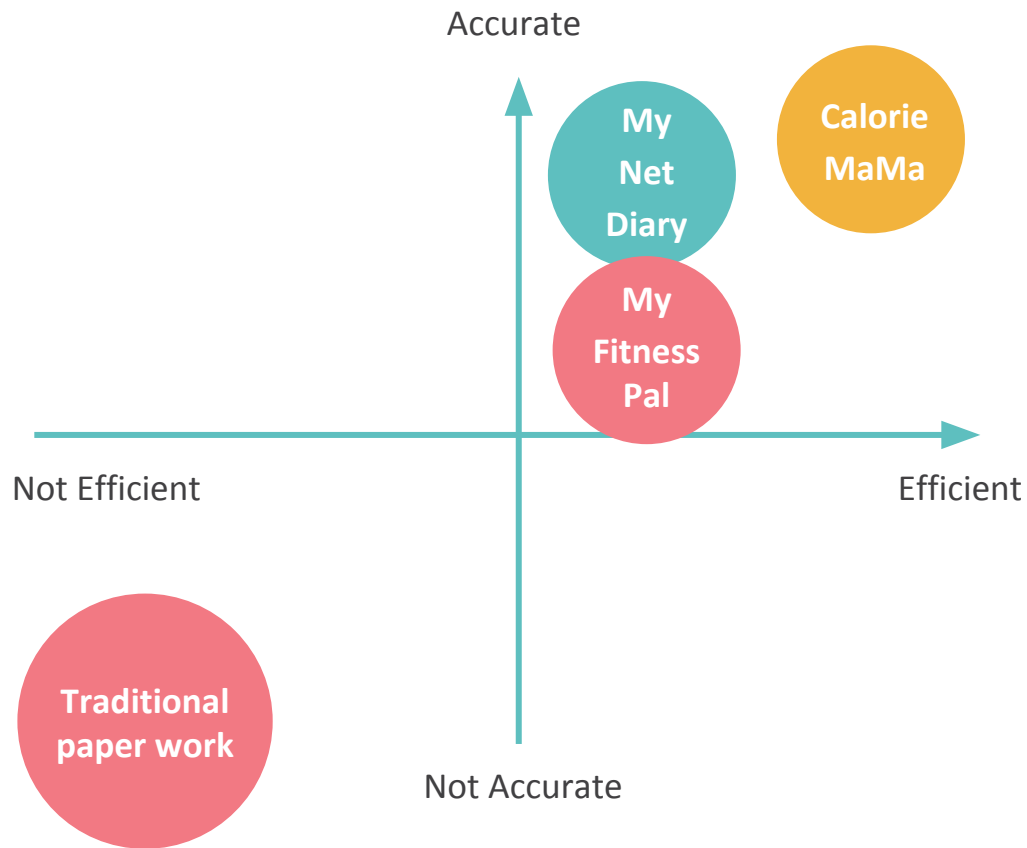 Accurate
My
Net
Diary
Calorie
MaMa
My
Fitness
Pal
Not Efficient
Efficient
Traditional
paper work
Not Accurate